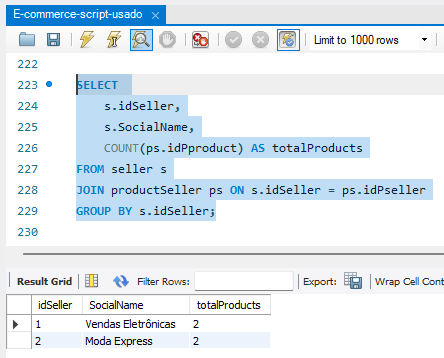 E-commerce-script-usado
Limit to 1000 rows
222
223 SELECT
224 s.idSeller,
225 s.SocialName,
226 COUNT(ps.idPproduct) AS totalProducts
227 FROM seller s
228 JOIN productSeller ps ON s.idSeller = ps.idPseller
229 GROUP BY s.idSeller;
230
Result Grid Filter Rows: Export: Wrap Cell Cont
idSeller SocialName totalProducts
1 Vendas Eletrônicas 2
2 Moda Express 2